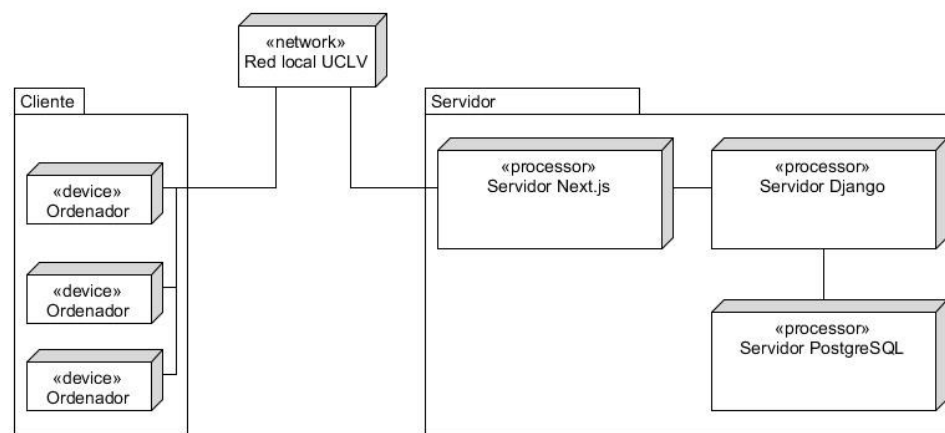 «network»
Red local UCLV
Cliente
Servidor
«device»
Ordenador
«device»
Ordenador
«device»
Ordenador
«processor»
Servidor Next.js
«processor»
Servidor Django
«processor»
Servidor PostgreSQL